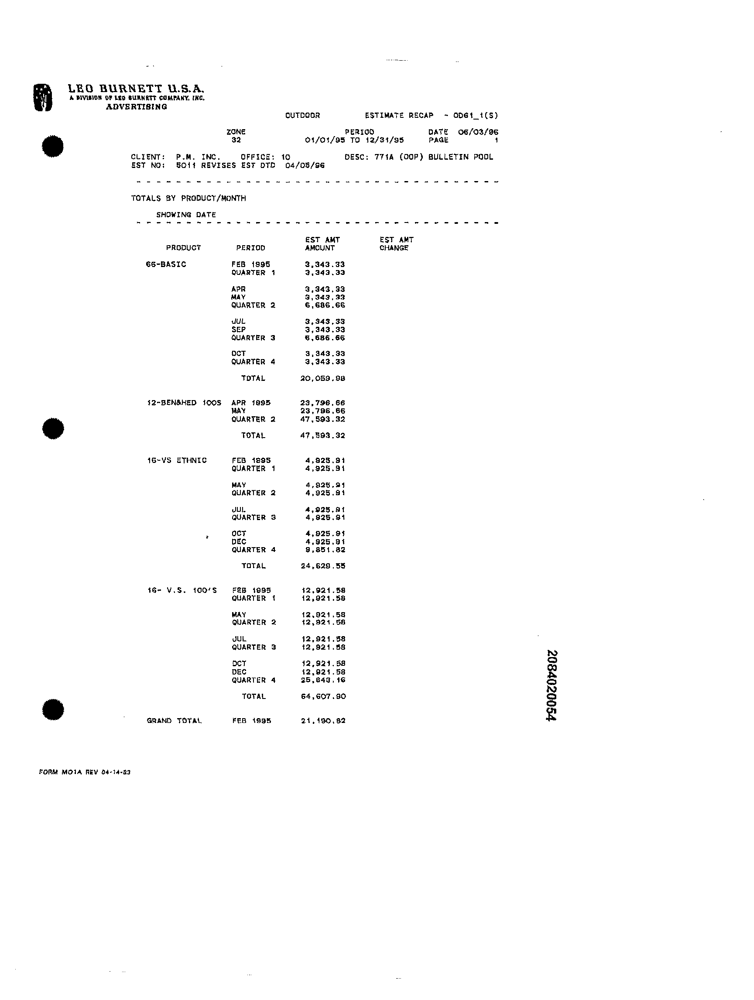 LEO BURNETT U.S.A.
A DIVISION OF LEO BURNETT COMPANY, INC.
ADVERTISING
OUTDOOR ESTIMATE RECAP - OD61_1(S)
ZONE PERIOD DATE 06/03/96
32 01/01/95 TO 12/31/95 PAGE 1
CLIENT: P.M. INC. OFFICE: 10 DESC: 771A (OOP) BULLETIN POOL
EST NO: 5011 REVISES EST DTD 04/05/96
TOTALS BY PRODUCT/MONTH
SHOWING DATE
EST AMT EST AMT
PRODUCT PERIOD AMOUNT CHANGE
66-BASIC FEB 1995 3,343.33
QUARTER 1 3,343.33
APR 3,343.33
MAY 3,343.33
QUARTER 2 6,686.66
JUL 3,343.33
SEP 3,343.33
QUARTER 3 6,686.66
OCT 3,343.33
QUARTER 4 3,343.33
TOTAL 20,059.98
12-BEN&HED 100S APR 1995 23,796.66
MAY 23,796.66
QUARTER 2 47,593.32
TOTAL 47,593.32
16-VS ETHNIC FEB 1995 4,925.91
QUARTER 1 4,925.91
MAY 4,925.91
QUARTER 2 4,925.91
JUL 4,925.91
QUARTER 3 4,925.91
OCT 4,925.91
DEC 4,925.91
QUARTER 4 9,851.82
TOTAL 24,629.55
16- V.S. 100'S FEB 1995 12,921.58
QUARTER 1 12,921.58
MAY 12,921.58
QUARTER 2 12,921.58
JUL 12,921.58
QUARTER 3 12,921.58
OCT 12,921.58
DEC 12,921.58
QUARTER 4 25,843.16
TOTAL 64,607.90
GRAND TOTAL FEB 1995 21,190.82
2084020054
FORM MO1A REV 04-14-83